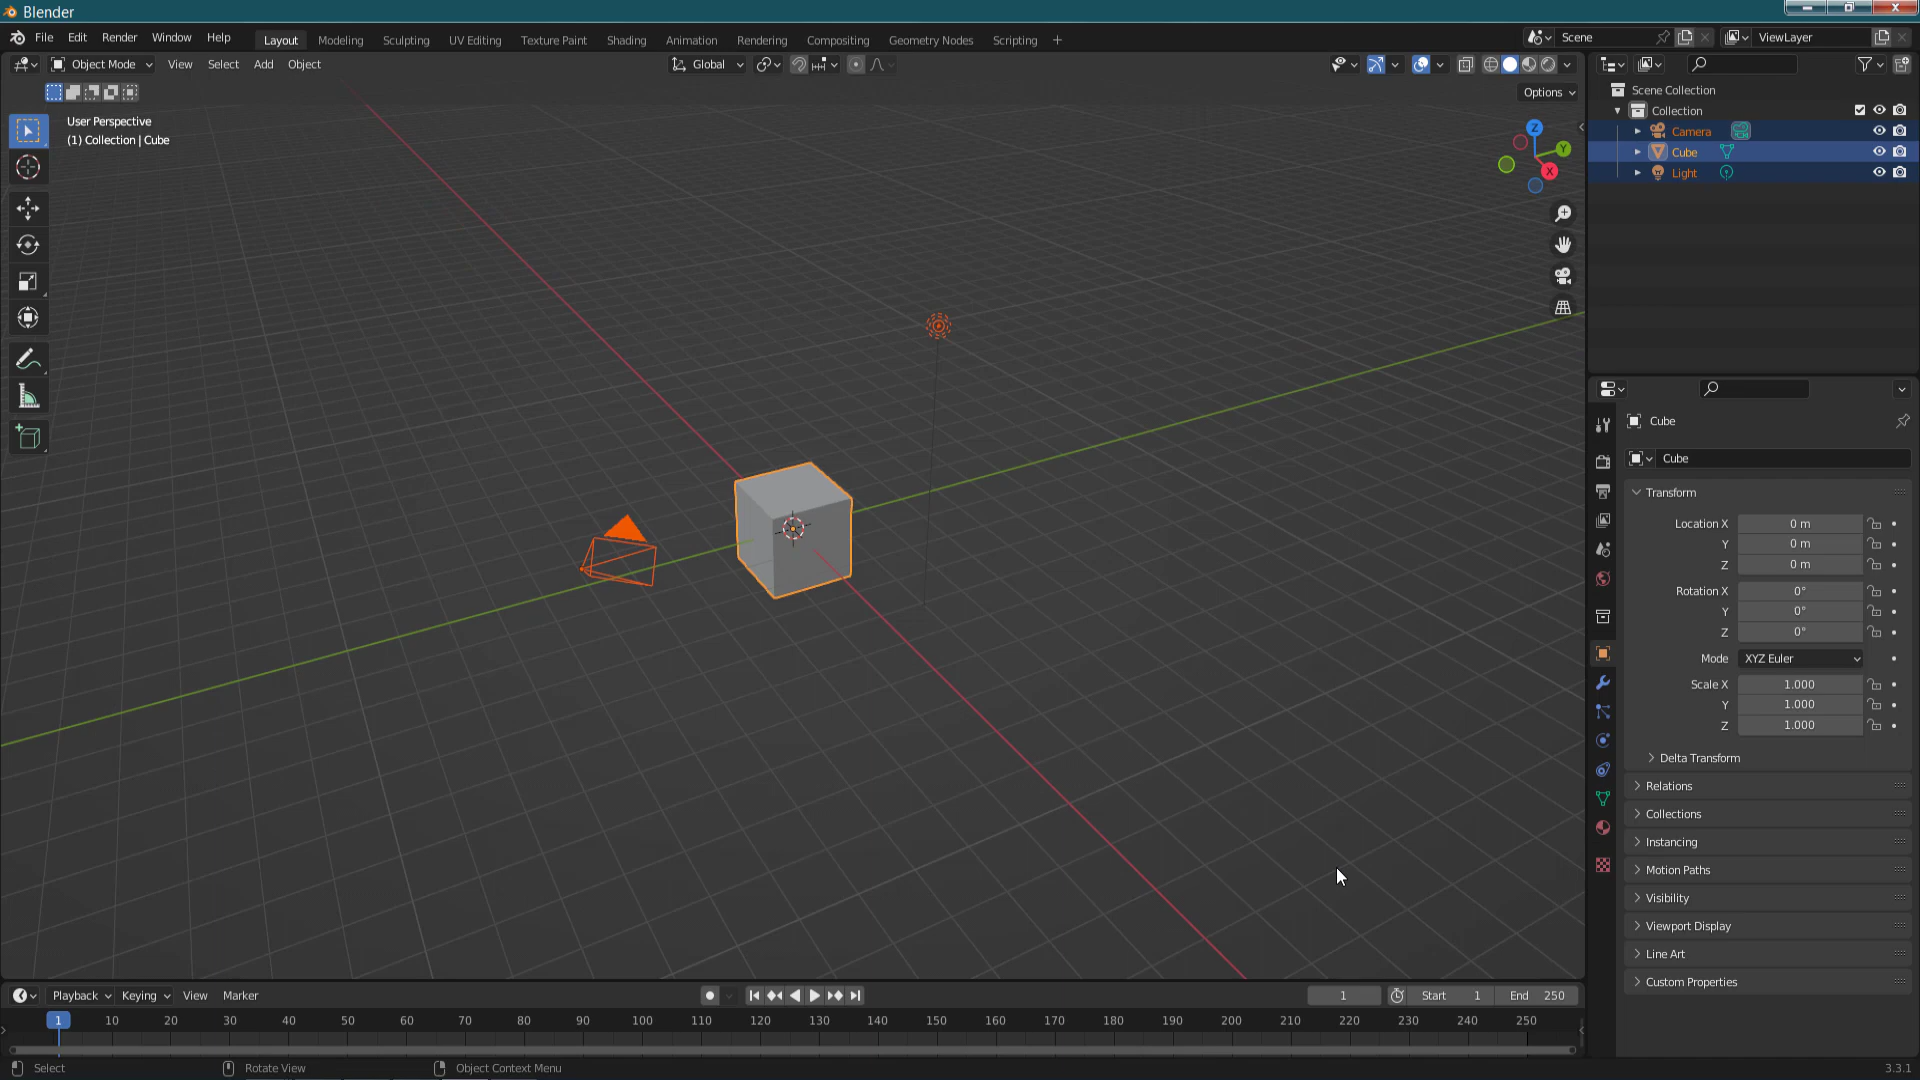 Blender
File Edit Render Window Help
Layout Modeling Sculpting UV Editing Texture Paint Shading Animation Rendering Compositing Geometry Nodes Scripting +
Scene
ViewLayer
Object Mode View Select Add Object
Global
Options
User Perspective
(1) Collection | Cube
Z
Y
X
Scene Collection
Collection
Camera
Cube
Light
Cube
Cube
Transform
Location X 0 m
Y 0 m
Z 0 m
Rotation X 0°
Y 0°
Z 0°
Mode XYZ Euler
Scale X 1.000
Y 1.000
Z 1.000
Delta Transform
Relations
Collections
Instancing
Motion Paths
Visibility
Viewport Display
Line Art
Custom Properties
Playback Keying View Marker
1 Start 1 End 250
1 10 20 30 40 50 60 70 80 90 100 110 120 130 140 150 160 170 180 190 200 210 220 230 240 250
Select Rotate View Object Context Menu 3.3.1